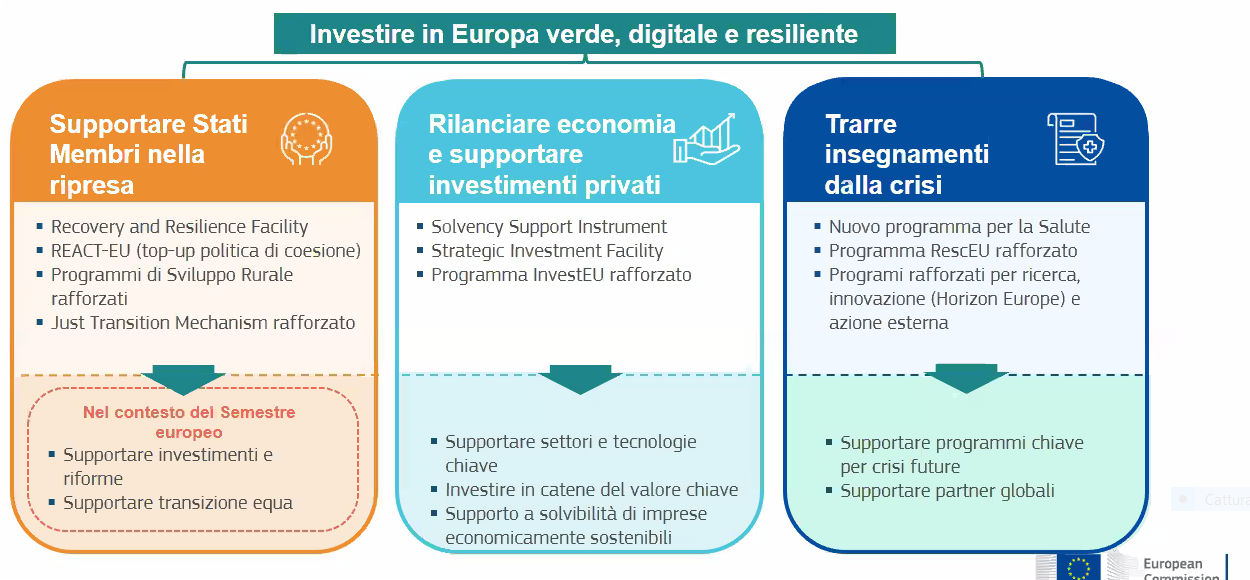 Investire in Europa verde, digitale e resiliente
Supportare Stati
Membri nella
ripresa
▪ Recovery and Resilience Facility
▪ REACT-EU (top-up politica di coesione)
▪ Programmi di Sviluppo Rurale
rafforzati
▪ Just Transition Mechanism rafforzato
Nel contesto del Semestre
europeo
▪ Supportare investimenti e
riforme
▪ Supportare transizione equa
Rilanciare economia
e supportare
investimenti privati
▪ Solvency Support Instrument
▪ Strategic Investment Facility
▪ Programma InvestEU rafforzato
▪ Supportare settori e tecnologie
chiave
▪ Investire in catene del valore chiave
▪ Supporto a solvibilità di imprese
economicamente sostenibili
Trarre
insegnamenti
dalla crisi
▪ Nuovo programma per la Salute
▪ Programma RescEU rafforzato
▪ Programi rafforzati per ricerca,
innovazione (Horizon Europe) e
azione esterna
▪ Supportare programmi chiave
per crisi future
▪ Supportare partner globali
Cattura
European
Commission